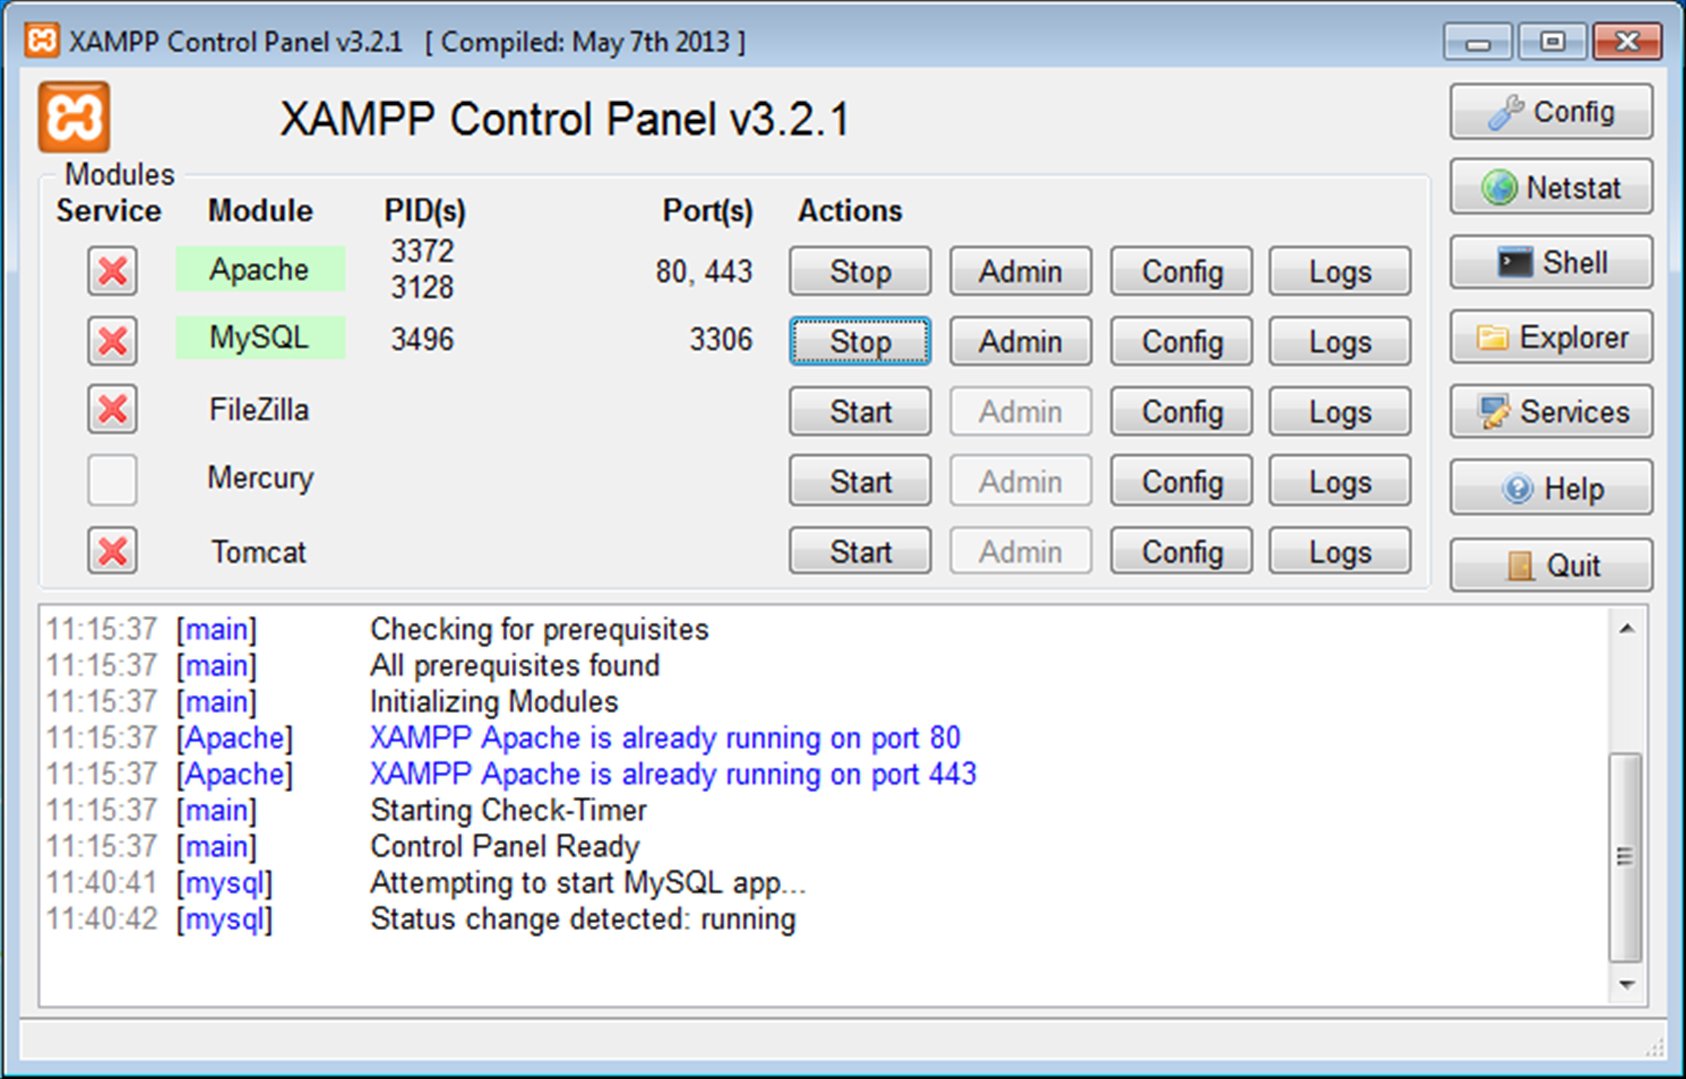 XAMPP Control Panel v3.2.1 [ Compiled: May 7th 2013 ]
XAMPP Control Panel v3.2.1
Config
Netstat
Shell
Explorer
Services
Help
Quit
Modules
Service Module PID(s) Port(s) Actions
Apache 3372 3128 80, 443 Stop Admin Config Logs
MySQL 3496 3306 Stop Admin Config Logs
FileZilla Start Admin Config Logs
Mercury Start Admin Config Logs
Tomcat Start Admin Config Logs
11:15:37 [main] Checking for prerequisites
11:15:37 [main] All prerequisites found
11:15:37 [main] Initializing Modules
11:15:37 [Apache] XAMPP Apache is already running on port 80
11:15:37 [Apache] XAMPP Apache is already running on port 443
11:15:37 [main] Starting Check-Timer
11:15:37 [main] Control Panel Ready
11:40:41 [mysql] Attempting to start MySQL app...
11:40:42 [mysql] Status change detected: running